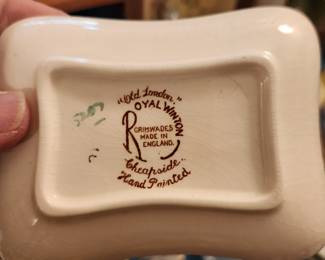 "Old London"
ROYAL WINTON
GRIMWADES
MADE IN
ENGLAND.
Cheapside
Hand Painted